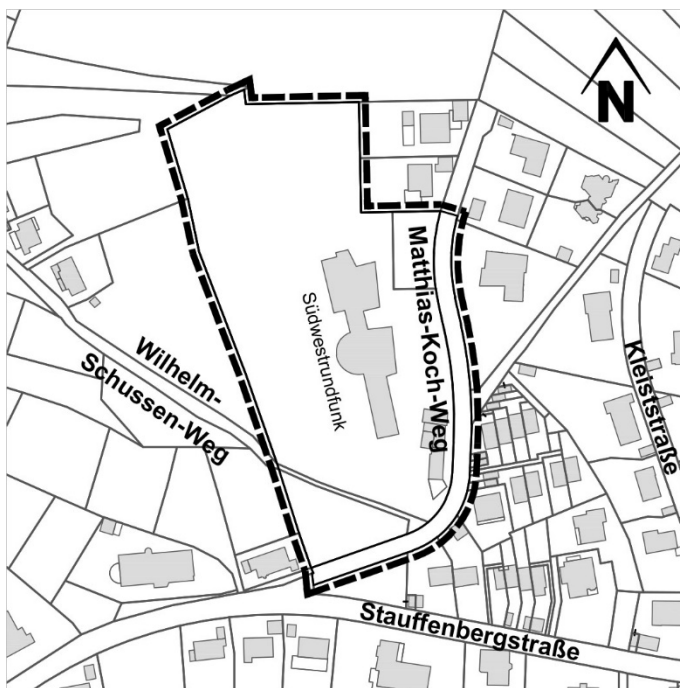 N
Matthias-Koch-Weg
Südwestrundfunk
Wilhelm-
Schussen-Weg
Kleiststraße
Stauffenbergstraße